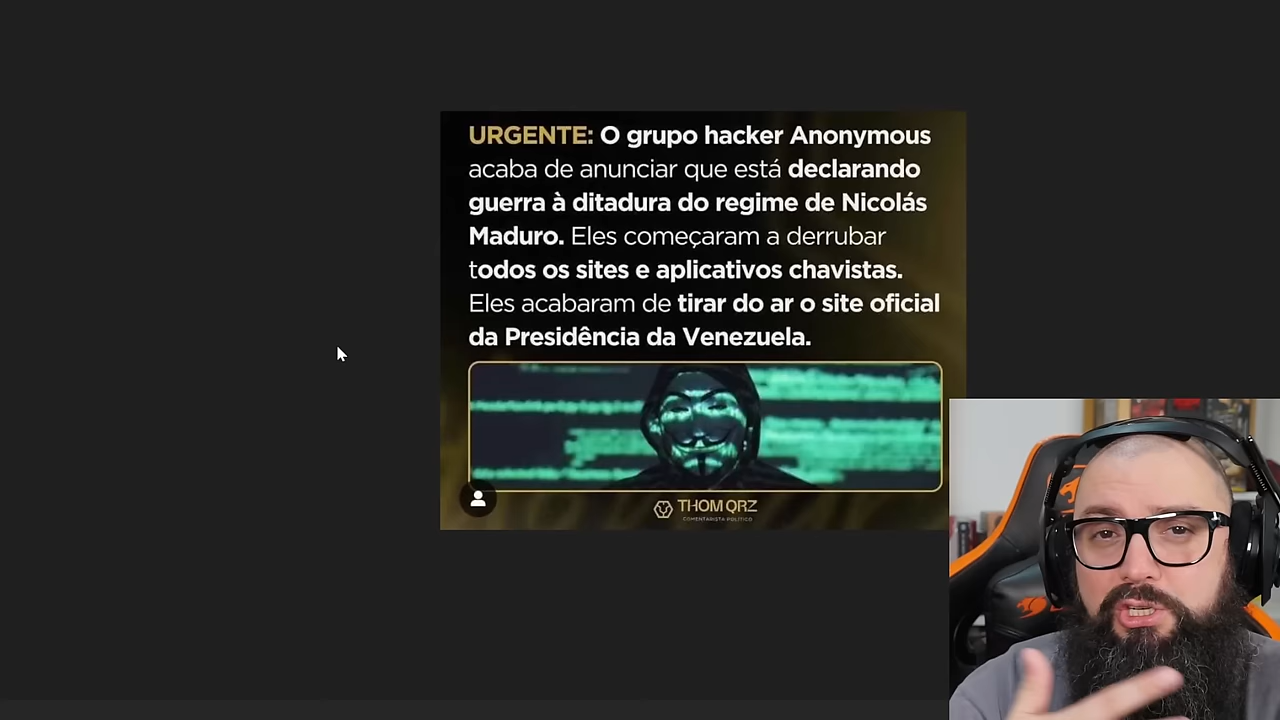 URGENTE: O grupo hacker Anonymous
acaba de anunciar que está declarando
guerra à ditadura do regime de Nicolás
Maduro. Eles começaram a derrubar
todos os sites e aplicativos chavistas.
Eles acabaram de tirar do ar o site oficial
da Presidência da Venezuela.
THOM QRZ
COMENTARISTA POLÍTICO